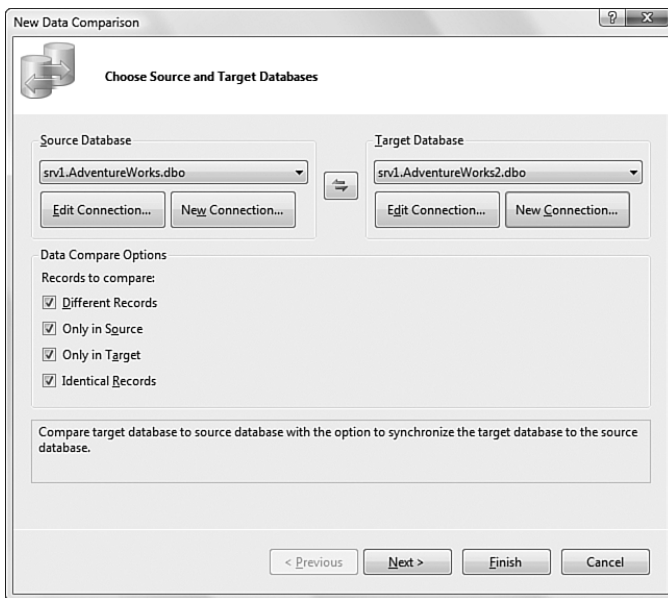 New Data Comparison
Choose Source and Target Databases
Source Database
srv1.AdventureWorks.dbo
Edit Connection...
New Connection...
Target Database
srv1.AdventureWorks2.dbo
Edit Connection...
New Connection...
Data Compare Options
Records to compare:
Different Records
Only in Source
Only in Target
Identical Records
Compare target database to source database with the option to synchronize the target database to the source
database.
< Previous
Next >
Finish
Cancel